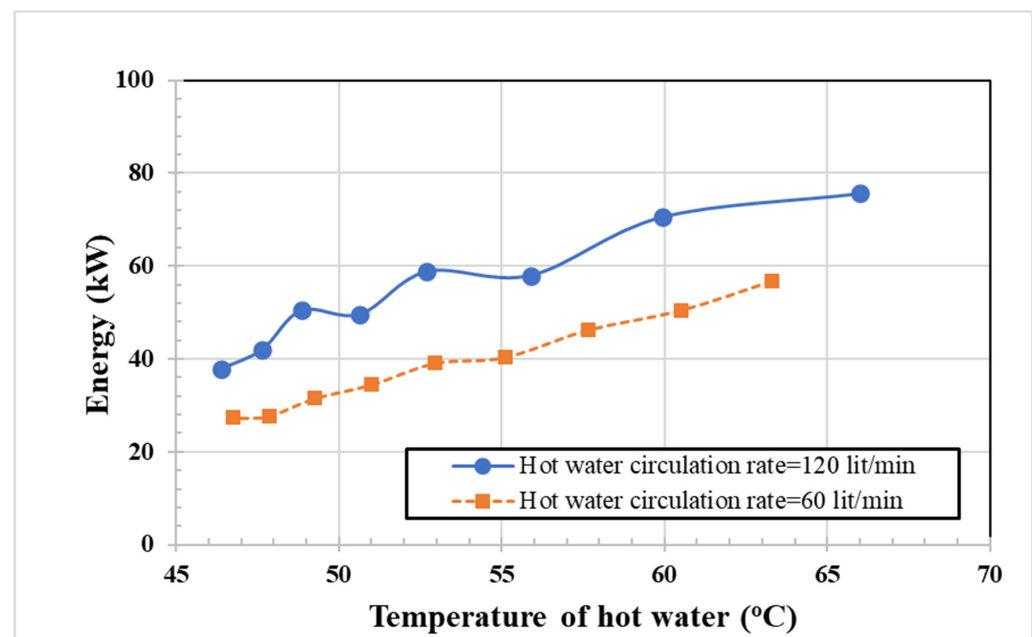 100
80
60
40
20
0
Energy (kW)
Hot water circulation rate=120 lit/min
Hot water circulation rate=60 lit/min
45 50 55 60 65 70
Temperature of hot water (ºC)